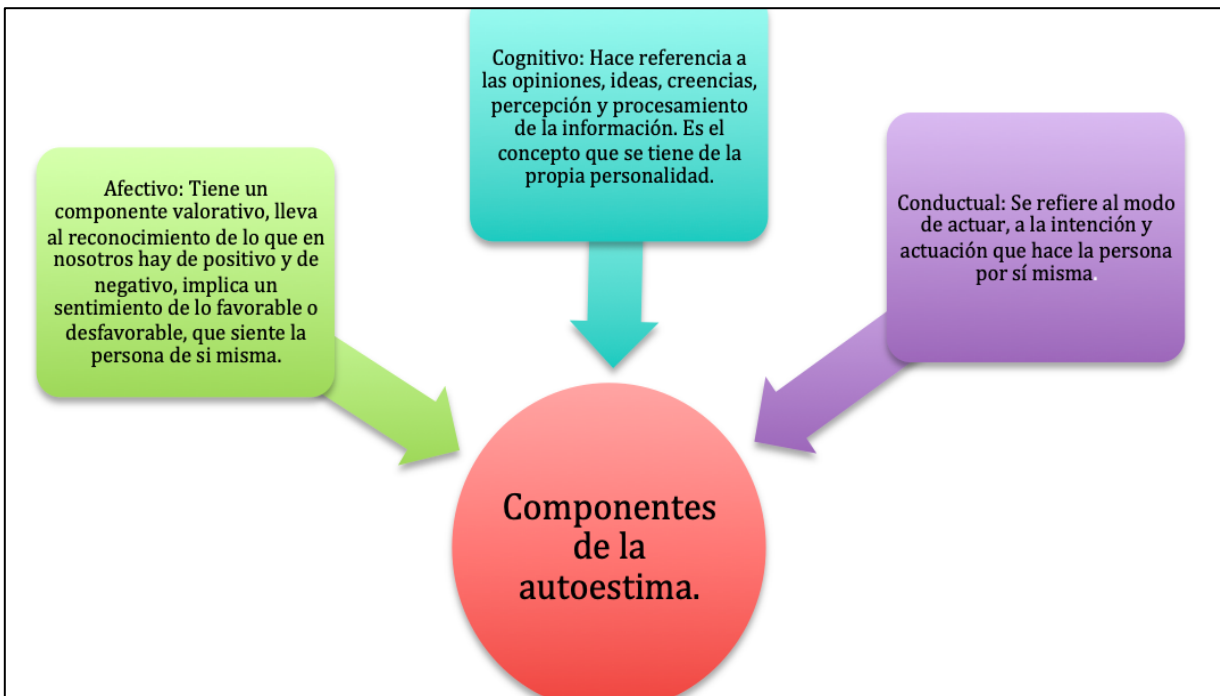 Afectivo: Tiene un
componente valorativo, lleva
al reconocimiento de lo que en
nosotros hay de positivo y de
negativo, implica un
sentimiento de lo favorable o
desfavorable, que siente la
persona de si misma.
Cognitivo: Hace referencia a
las opiniones, ideas, creencias,
percepción y procesamiento
de la información. Es el
concepto que se tiene de la
propia personalidad.
Conductual: Se refiere al modo
de actuar, a la intención y
actuación que hace la persona
por sí misma.
Componentes
de la
autoestima.